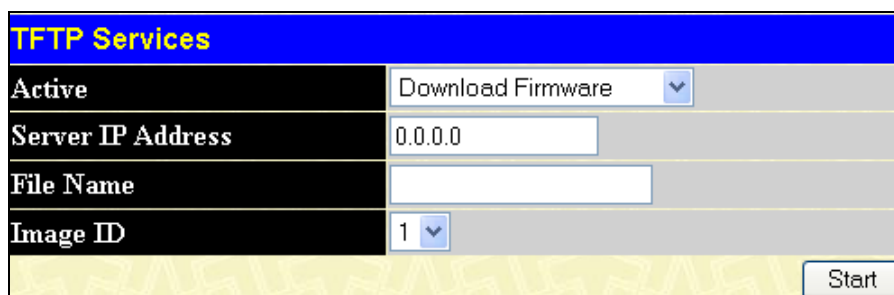 TFTP Services
Active Download Firmware
Server IP Address 0.0.0.0
File Name
Image ID 1
Start